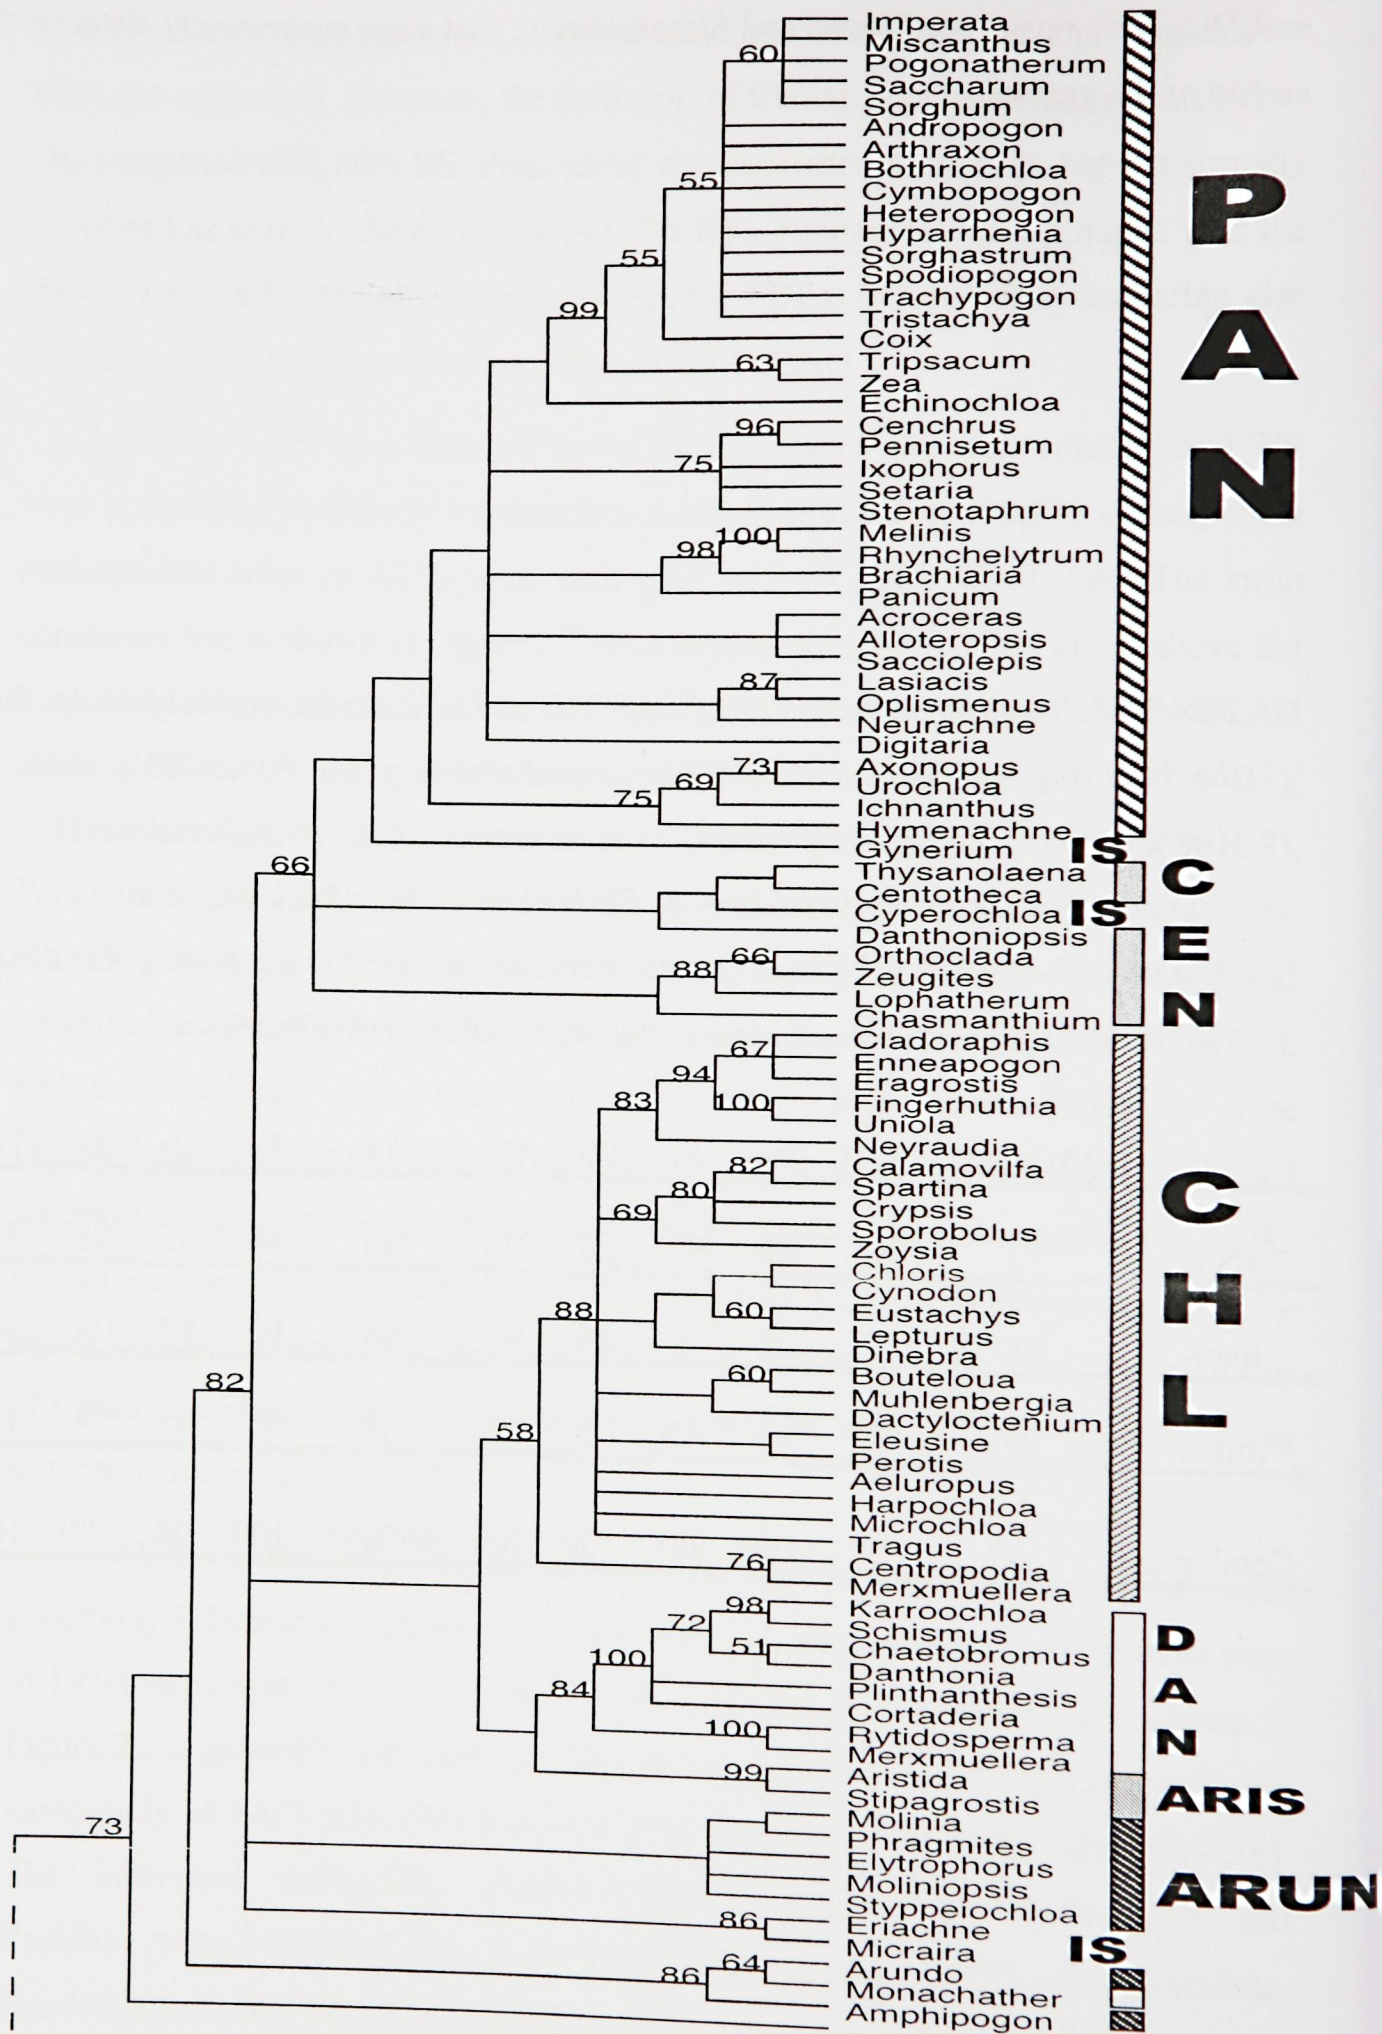 Imperata
Miscanthus
60
Pogonatherum
Saccharum
Sorghum
Andropogon
Arthraxon
Bothriochloa
55
Cymbopogon
Heteropogon
Hyparrhenia
Sorghastrum
55
Spodiopogon
Trachypogon
99
Tristachya
Coix
63
Tripsacum
Zea
Echinochloa
96
Cenchrus
Pennisetum
75
Ixophorus
Setaria
Stenotaphrum
100
Melinis
98
Rhynchelytrum
Brachiaria
Panicum
Acroceras
Alloteropsis
Sacciolepis
87
Lasiacis
Oplismenus
Neurachne
Digitaria
73
Axonopus
69
Urochloa
75
Ichnanthus
Hymenachne
Gynerium
IS
66
Thysanolaena
Centotheca
Cyperochloa
IS
Danthoniopsis
66
Orthoclada
88
Zeugites
Lophatherum
Chasmanthium
Cladoraphis
67
Enneapogon
94
Eragrostis
83
100
Fingerhuthia
Uniola
Neyraudia
82
Calamovilfa
80
Spartina
69
Crypsis
Sporobolus
Zoysia
Chloris
Cynodon
88
60
Eustachys
Lepturus
Dinebra
60
Bouteloua
82
Muhlenbergia
Dactyloctenium
58
Eleusine
Perotis
Aeluropus
Harpochloa
Microchloa
Tragus
76
Centropodia
Merxmuellera
98
Karroochloa
72
Schismus
51
Chaetobromus
100
Danthonia
84
Plinthanthesis
Cortaderia
100
Rytidosperma
Merxmuellera
99
Aristida
Stipagrostis
Molinia
73
Phragmites
Elytrophorus
Moliniopsis
Styppeiochloa
86
Eriachne
Micraira
IS
64
Arundo
86
Monachather
Amphipogon
PAN
CEN
CHL
DAN
ARIS
ARUN